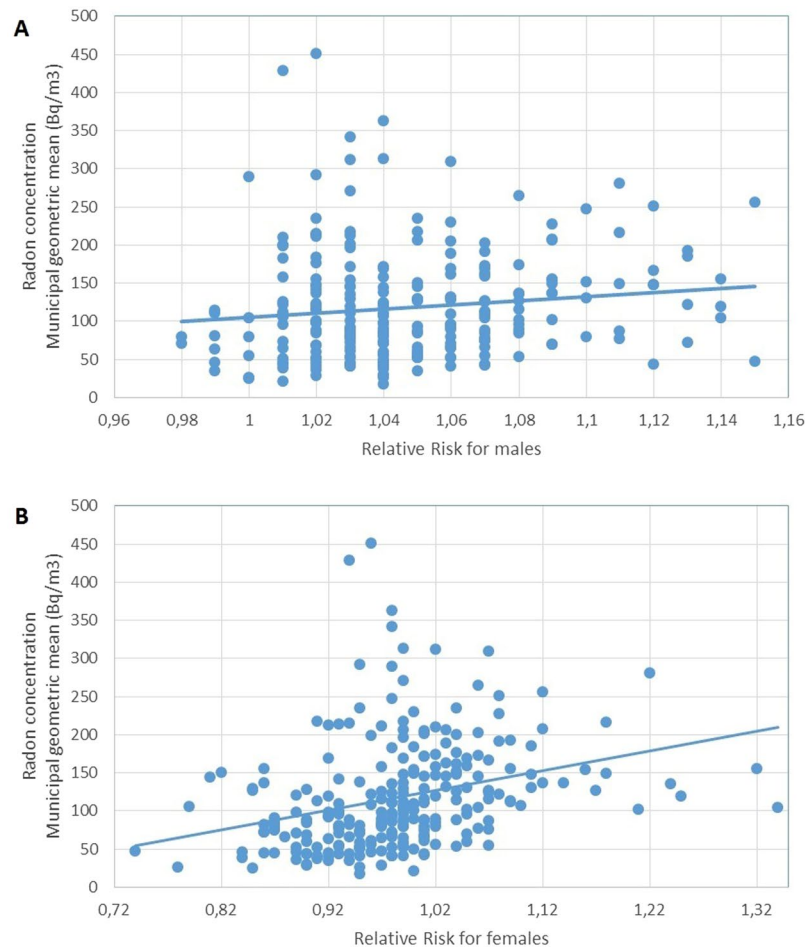 A
Radon concentration
Municipal geometric mean (Bq/m3)
500
450
400
350
300
250
200
150
100
50
0
0,96 0,98 1 1,02 1,04 1,06 1,08 1,1 1,12 1,14 1,16
Relative Risk for males
B
Radon concentration
Municipal geometric mean (Bq/m3)
500
450
400
350
300
250
200
150
100
50
0
0,72 0,82 0,92 1,02 1,12 1,22 1,32
Relative Risk for females